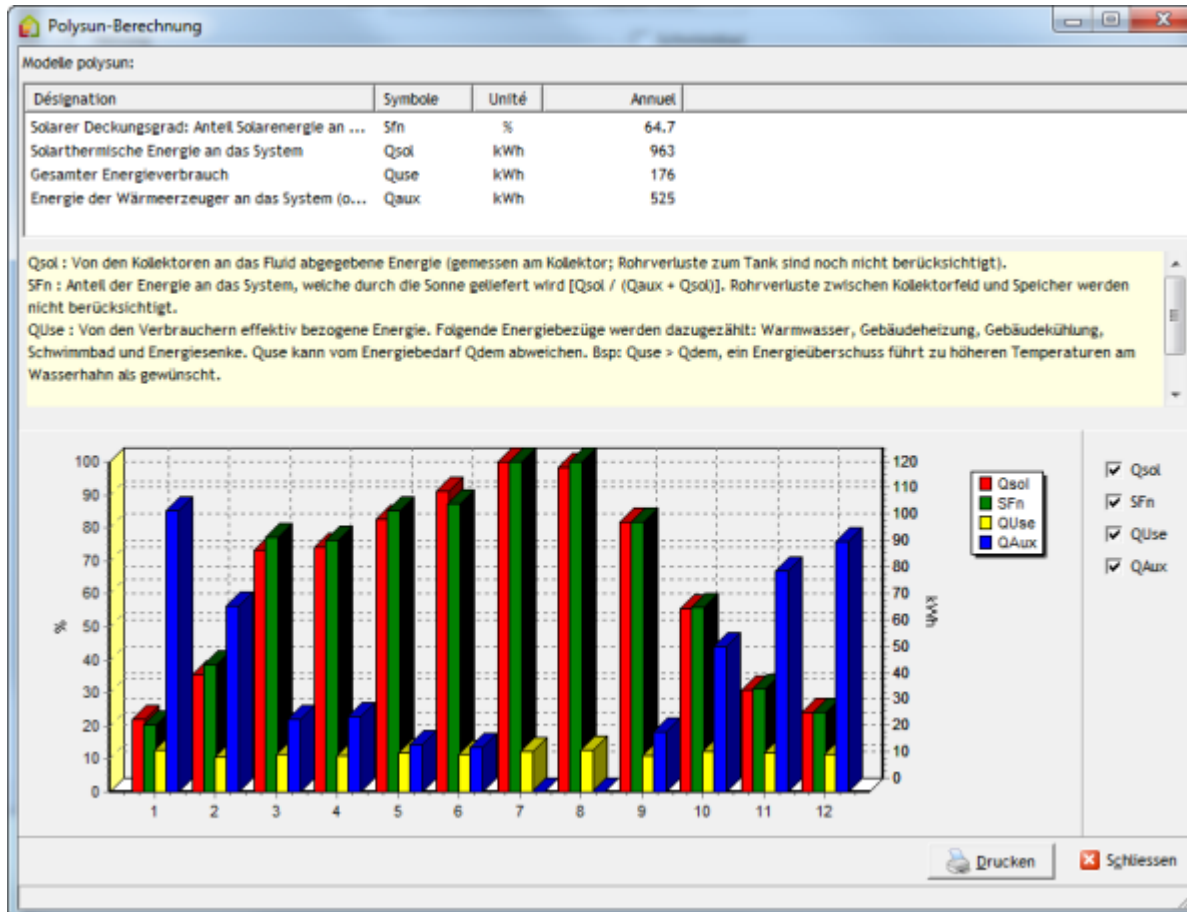 Polysun-Berechnung
Modelle polysun:
Désignation Symbole Unité Annuel
Solarer Deckungsgrad: Anteil Solarenergie an ... Sfn % 64.7
Solarthermische Energie an das System Qsol kWh 963
Gesamter Energieverbrauch Quse kWh 176
Energie der Wärmeerzeuger an das System (o... Qaux kWh 525
Qsol : Von den Kollektoren an das Fluid abgegebene Energie (gemessen am Kollektor; Rohrverluste zum Tank sind noch nicht berücksichtigt).
SFn : Anteil der Energie an das System, welche durch die Sonne geliefert wird [Qsol / (Qaux + Qsol)]. Rohrverluste zwischen Kollektorfeld und Speicher werden
nicht berücksichtigt.
QUse : Von den Verbrauchern effektiv bezogene Energie. Folgende Energiebezüge werden dazugezählt: Warmwasser, Gebäudeheizung, Gebäudekühlung,
Schwimmbad und Energiesenke. Quse kann vom Energiebedarf Qdem abweichen. Bsp: Quse > Qdem, ein Energieüberschuss führt zu höheren Temperaturen am
Wasserhahn als gewünscht.
100
90
80
70
60
50
40
30
20
10
0
%
1 2 3 4 5 6 7 8 9 10 11 12
120
110
100
90
80
70
60
50
40
30
20
10
0
kWh
Qsol
SFn
QUse
QAux
Qsol
SFn
QUse
QAux
Drucken
Schliessen